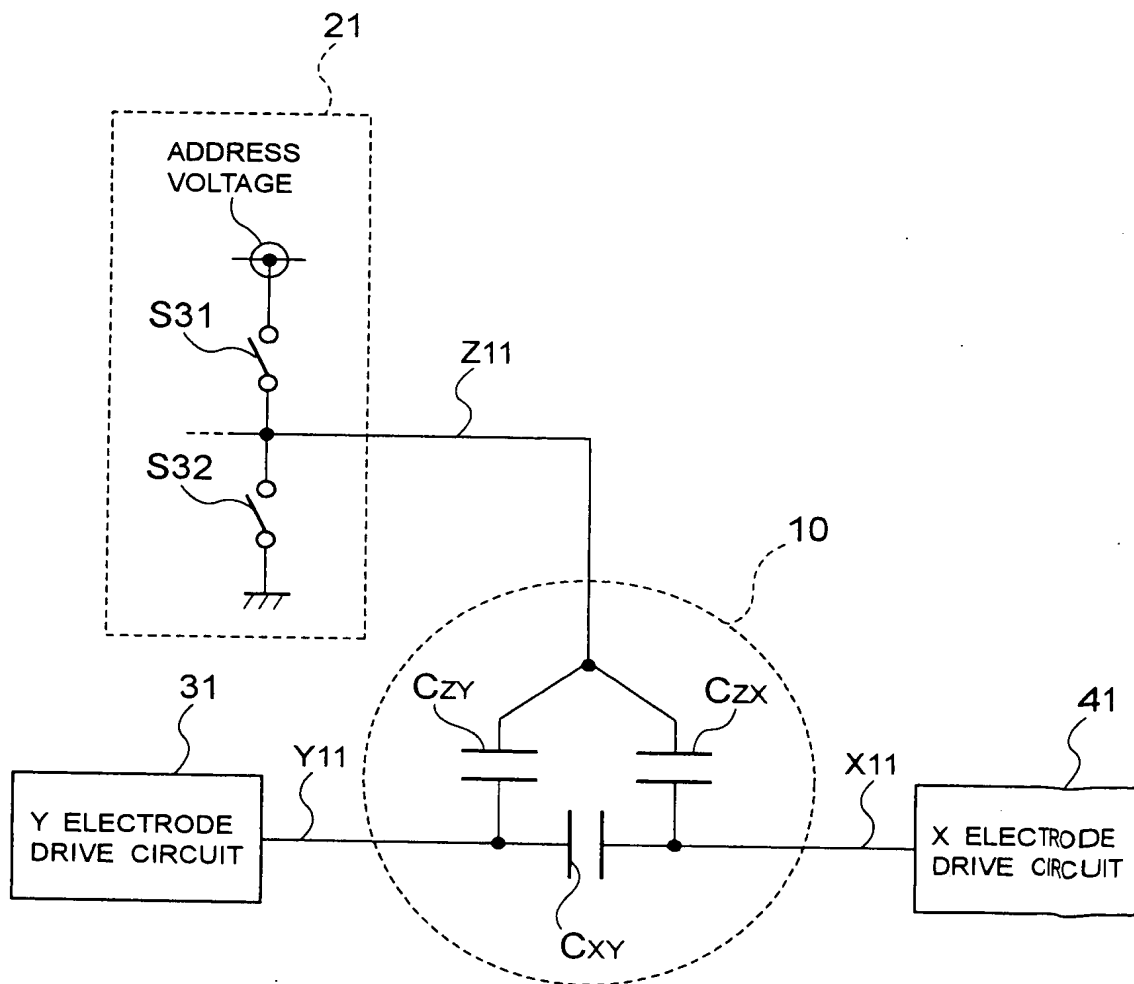 21
ADDRESS
VOLTAGE
S31
Z11
S32
10
CZY
CZX
31
41
Y11
X11
Y ELECTRODE
DRIVE CIRCUIT
X ELECTRODE
DRIVE CIRCUIT
CXY